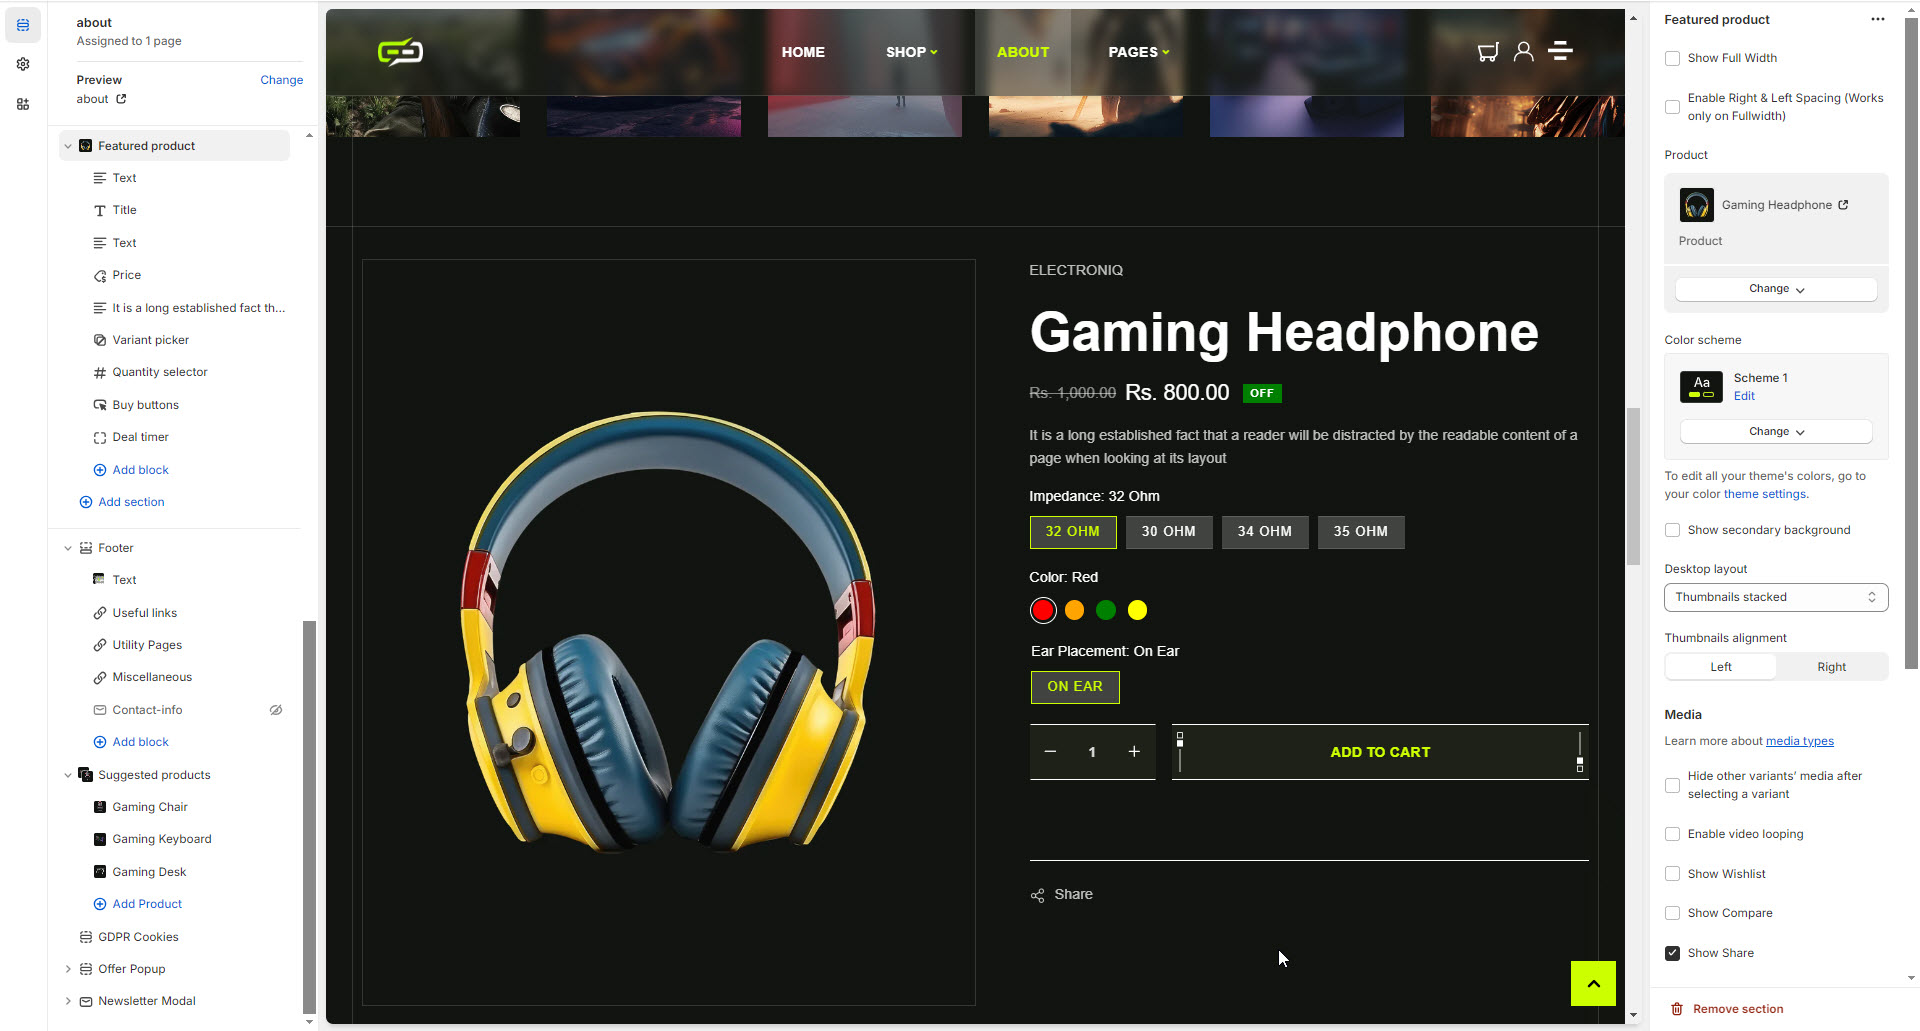 about
Assigned to 1 page
Preview
Change
about
Featured product
Text
Title
Text
Price
It is a long established fact th...
Variant picker
Quantity selector
Buy buttons
Deal timer
Add block
Add section
Footer
Text
Useful links
Utility Pages
Miscellaneous
Contact-info
Add block
Suggested products
Gaming Chair
Gaming Keyboard
Gaming Desk
Add Product
GDPR Cookies
Offer Popup
Newsletter Modal
HOME
SHOP
ABOUT
PAGES
ELECTRONIQ
Gaming Headphone
Rs. 1,000.00 Rs. 800.00 OFF
It is a long established fact that a reader will be distracted by the readable content of a
page when looking at its layout
Impedance: 32 Ohm
32 OHM
30 OHM
34 OHM
35 OHM
Color: Red
Ear Placement: On Ear
ON EAR
1
ADD TO CART
Share
Featured product
Show Full Width
Enable Right & Left Spacing (Works
only on Fullwidth)
Product
Gaming Headphone
Product
Change
Color scheme
Aa
Scheme 1
Edit
Change
To edit all your theme's colors, go to
your color theme settings.
Show secondary background
Desktop layout
Thumbnails stacked
Thumbnails alignment
Left
Right
Media
Learn more about media types
Hide other variants’ media after
selecting a variant
Enable video looping
Show Wishlist
Show Compare
Show Share
Remove section